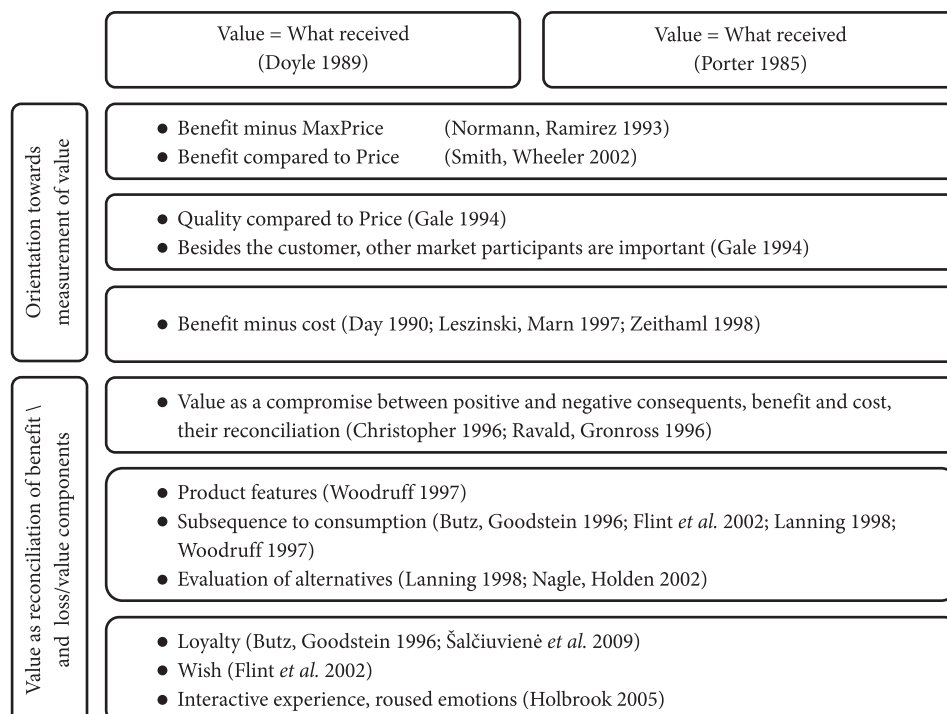 Value = What received
(Doyle 1989)
Value = What received
(Porter 1985)
Orientation towards
measurement of value
● Benefit minus MaxPrice (Normann, Ramirez 1993)
● Benefit compared to Price (Smith, Wheeler 2002)
● Quality compared to Price (Gale 1994)
● Besides the customer, other market participants are important (Gale 1994)
● Benefit minus cost (Day 1990; Leszinski, Marn 1997; Zeithaml 1998)
Value as reconciliation of benefit \
and loss/value components
● Value as a compromise between positive and negative consequents, benefit and cost,
their reconciliation (Christopher 1996; Ravald, Gronross 1996)
● Product features (Woodruff 1997)
● Subsequence to consumption (Butz, Goodstein 1996; Flint et al. 2002; Lanning 1998;
Woodruff 1997)
● Evaluation of alternatives (Lanning 1998; Nagle, Holden 2002)
● Loyalty (Butz, Goodstein 1996; Šalčiuvienė et al. 2009)
● Wish (Flint et al. 2002)
● Interactive experience, roused emotions (Holbrook 2005)